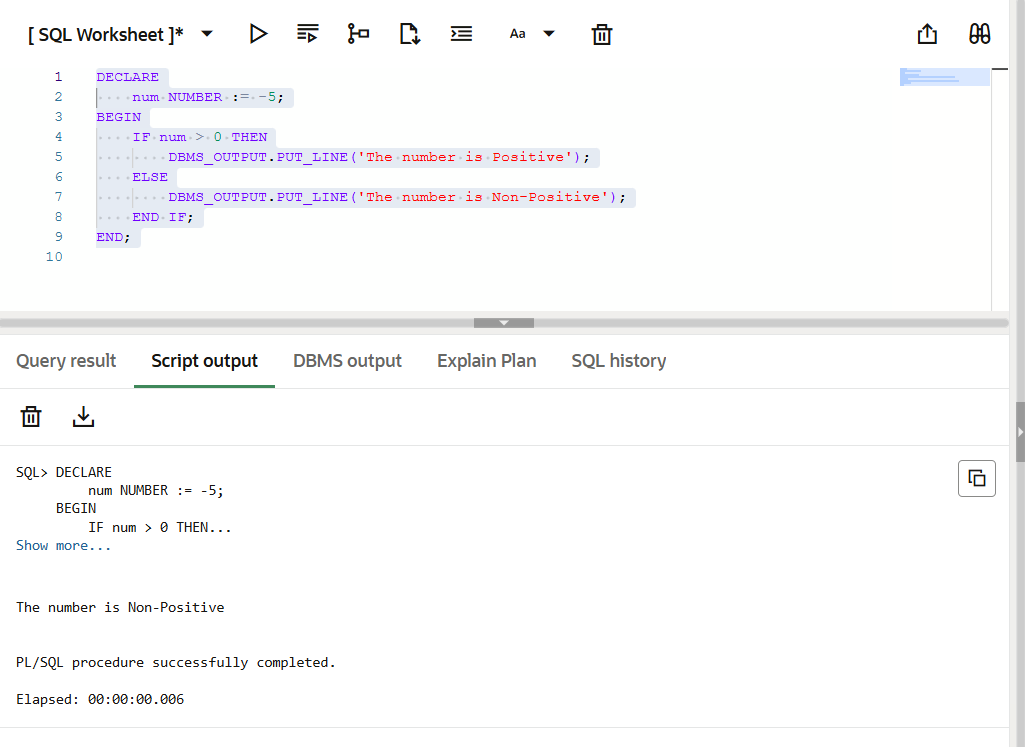 [ SQL Worksheet ]* Aa
1 DECLARE
2     num NUMBER := -5;
3 BEGIN
4     IF num > 0 THEN
5         DBMS_OUTPUT.PUT_LINE('The number is Positive');
6     ELSE
7         DBMS_OUTPUT.PUT_LINE('The number is Non-Positive');
8     END IF;
9 END;
10
Query result Script output DBMS output Explain Plan SQL history
SQL> DECLARE
         num NUMBER := -5;
     BEGIN
         IF num > 0 THEN...
Show more...
The number is Non-Positive
PL/SQL procedure successfully completed.
Elapsed: 00:00:00.006